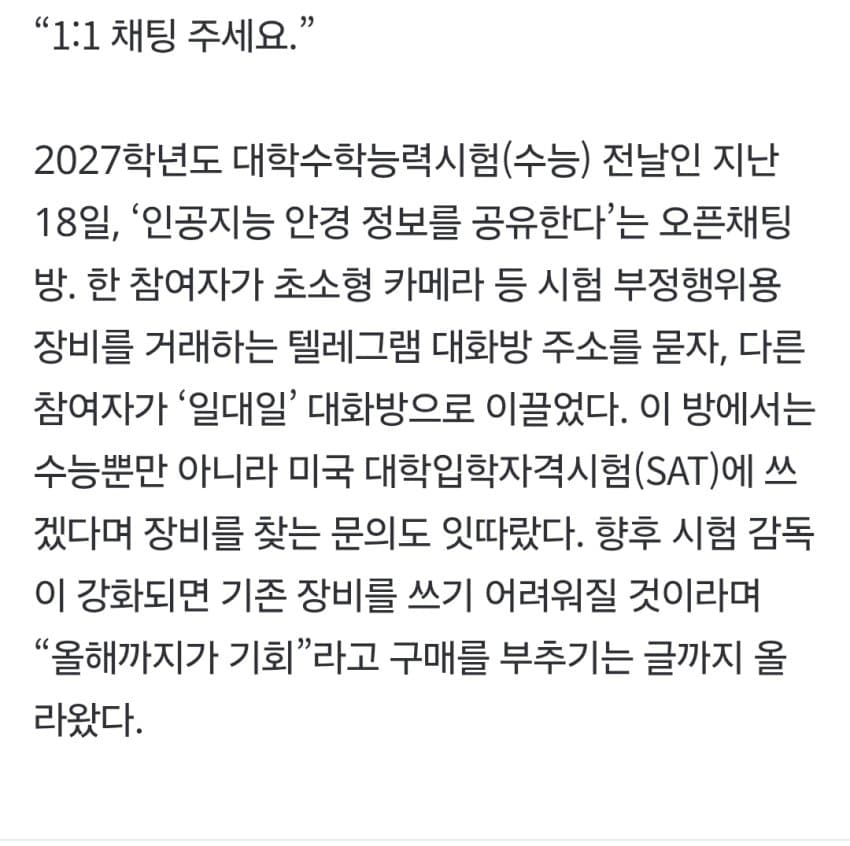 “1:1 채팅 주세요.”
2027학년도 대학수학능력시험(수능) 전날인 지난
18일, ‘인공지능 안경 정보를 공유한다’는 오픈채팅
방. 한 참여자가 초소형 카메라 등 시험 부정행위용
장비를 거래하는 텔레그램 대화방 주소를 묻자, 다른
참여자가 ‘일대일’ 대화방으로 이끌었다. 이 방에서는
수능뿐만 아니라 미국 대학입학자격시험(SAT)에 쓰
겠다며 장비를 찾는 문의도 잇따랐다. 향후 시험 감독
이 강화되면 기존 장비를 쓰기 어려워질 것이라며
“올해까지가 기회”라고 구매를 부추기는 글까지 올
라왔다.